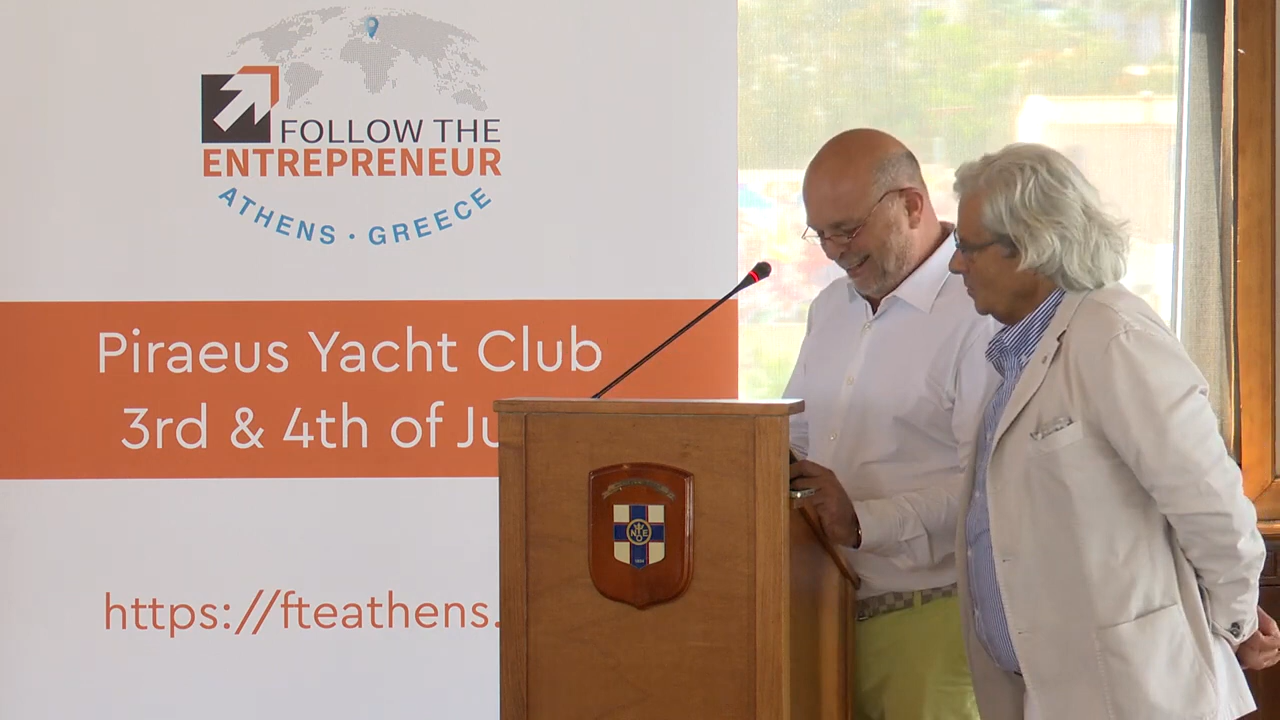 FOLLOW THE
ENTREPRENEUR
ATHENS · GREECE
Piraeus Yacht Club
3rd & 4th of Ju
https://fteathens.